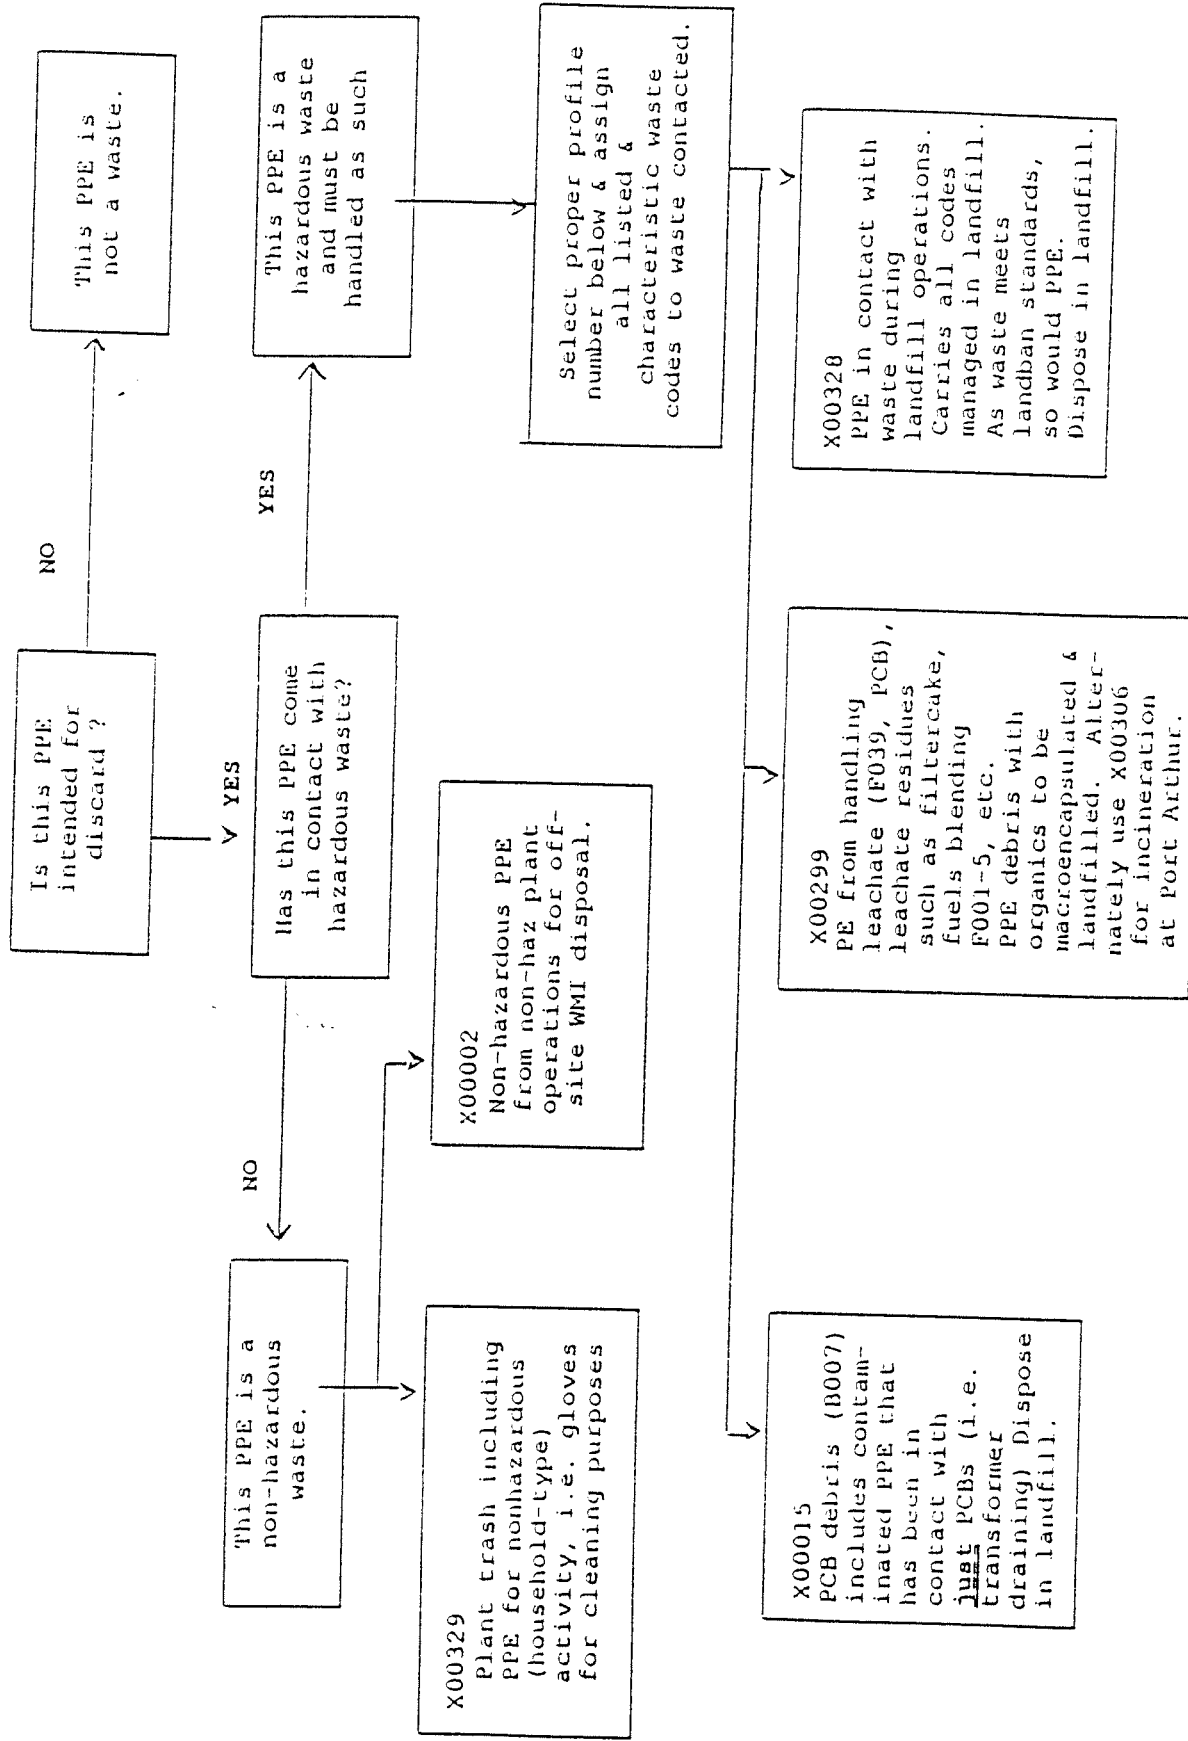 Is this PPE
intended for
discard ?
NO
This PPE is
not a waste.
YES
Has this PPE come
in contact with
hazardous waste?
YES
This PPE is a
hazardous waste
and must be
handled as such
NO
This PPE is a
non-hazardous
waste.
X00329
Plant trash including
PPE for nonhazardous
(household-type)
activity, i.e. gloves
for cleaning purposes
X00002
Non-hazardous PPE
from non-haz plant
operations for off-
site WMI disposal.
Select proper profile
number below & assign
all listed &
characteristic waste
codes to waste contacted.
X00015
PCB debris (B007)
includes contam-
inated PPE that
has been in
contact with
just PCBs (i.e.
transformer
draining) Dispose
in landfill.
X00299
PE from handling
leachate (F039, PCB),
leachate residues
such as filtercake,
fuels blending
F001-5, etc.
PPE debris with
organics to be
macroencapsulated &
landfilled. Alter-
nately use X00306
for incineration
at Port Arthur.
X00328
PPE in contact with
waste during
landfill operations.
Carries all codes
managed in landfill.
As waste meets
landban standards,
so would PPE.
Dispose in landfill.